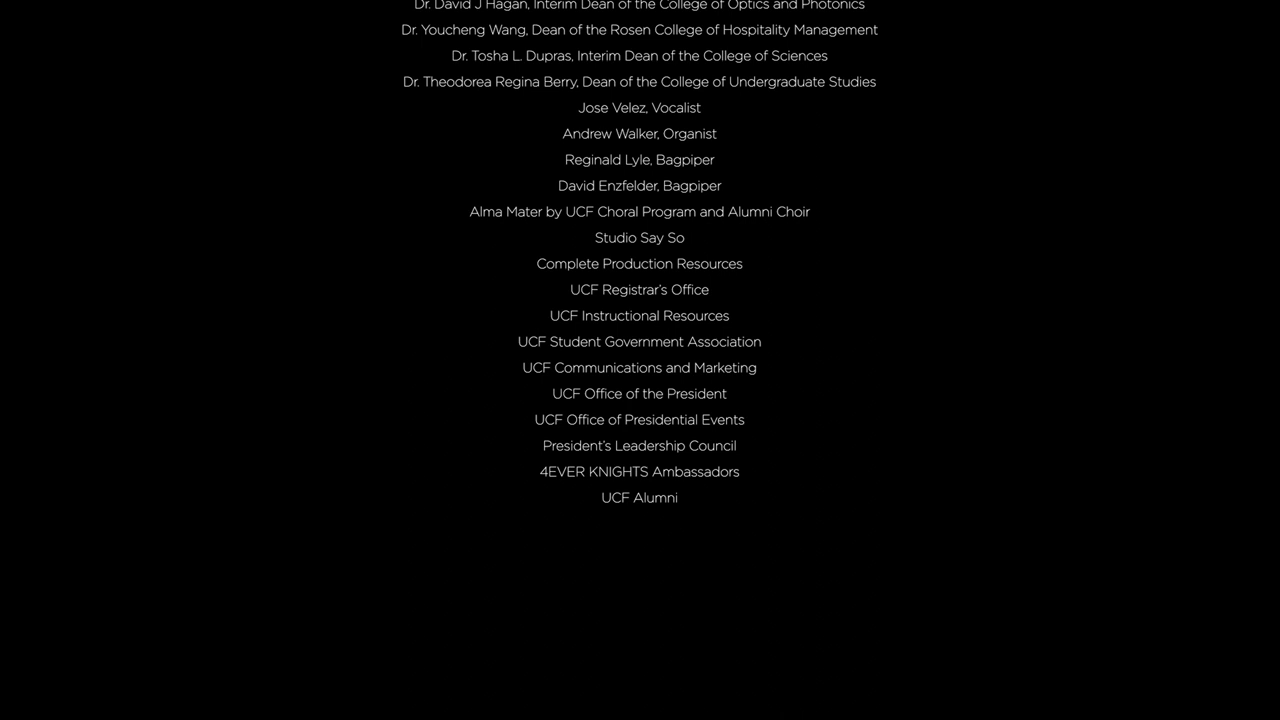 Dr. David J Hagan, Interim Dean of the College of Optics and Photonics
Dr. Youcheng Wang, Dean of the Rosen College of Hospitality Management
Dr. Tosha L. Dupras, Interim Dean of the College of Sciences
Dr. Theodorea Regina Berry, Dean of the College of Undergraduate Studies
Jose Velez, Vocalist
Andrew Walker, Organist
Reginald Lyle, Bagpiper
David Enzfelder, Bagpiper
Alma Mater by UCF Choral Program and Alumni Choir
Studio Say So
Complete Production Resources
UCF Registrar’s Office
UCF Instructional Resources
UCF Student Government Association
UCF Communications and Marketing
UCF Office of the President
UCF Office of Presidential Events
President’s Leadership Council
4EVER KNIGHTS Ambassadors
UCF Alumni